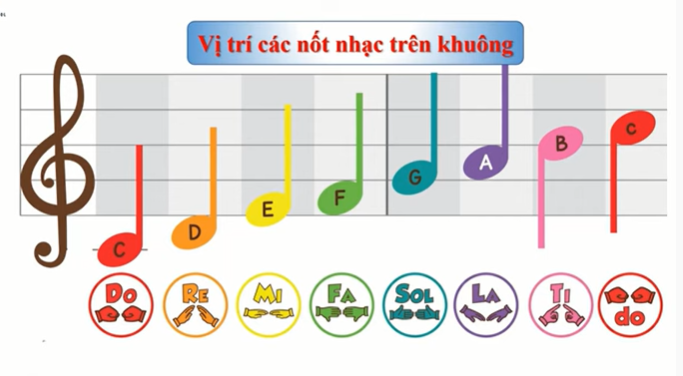 Vị trí các nốt nhạc trên khuông
C D E F G A B C
DO RE MI FA SOL LA TI do